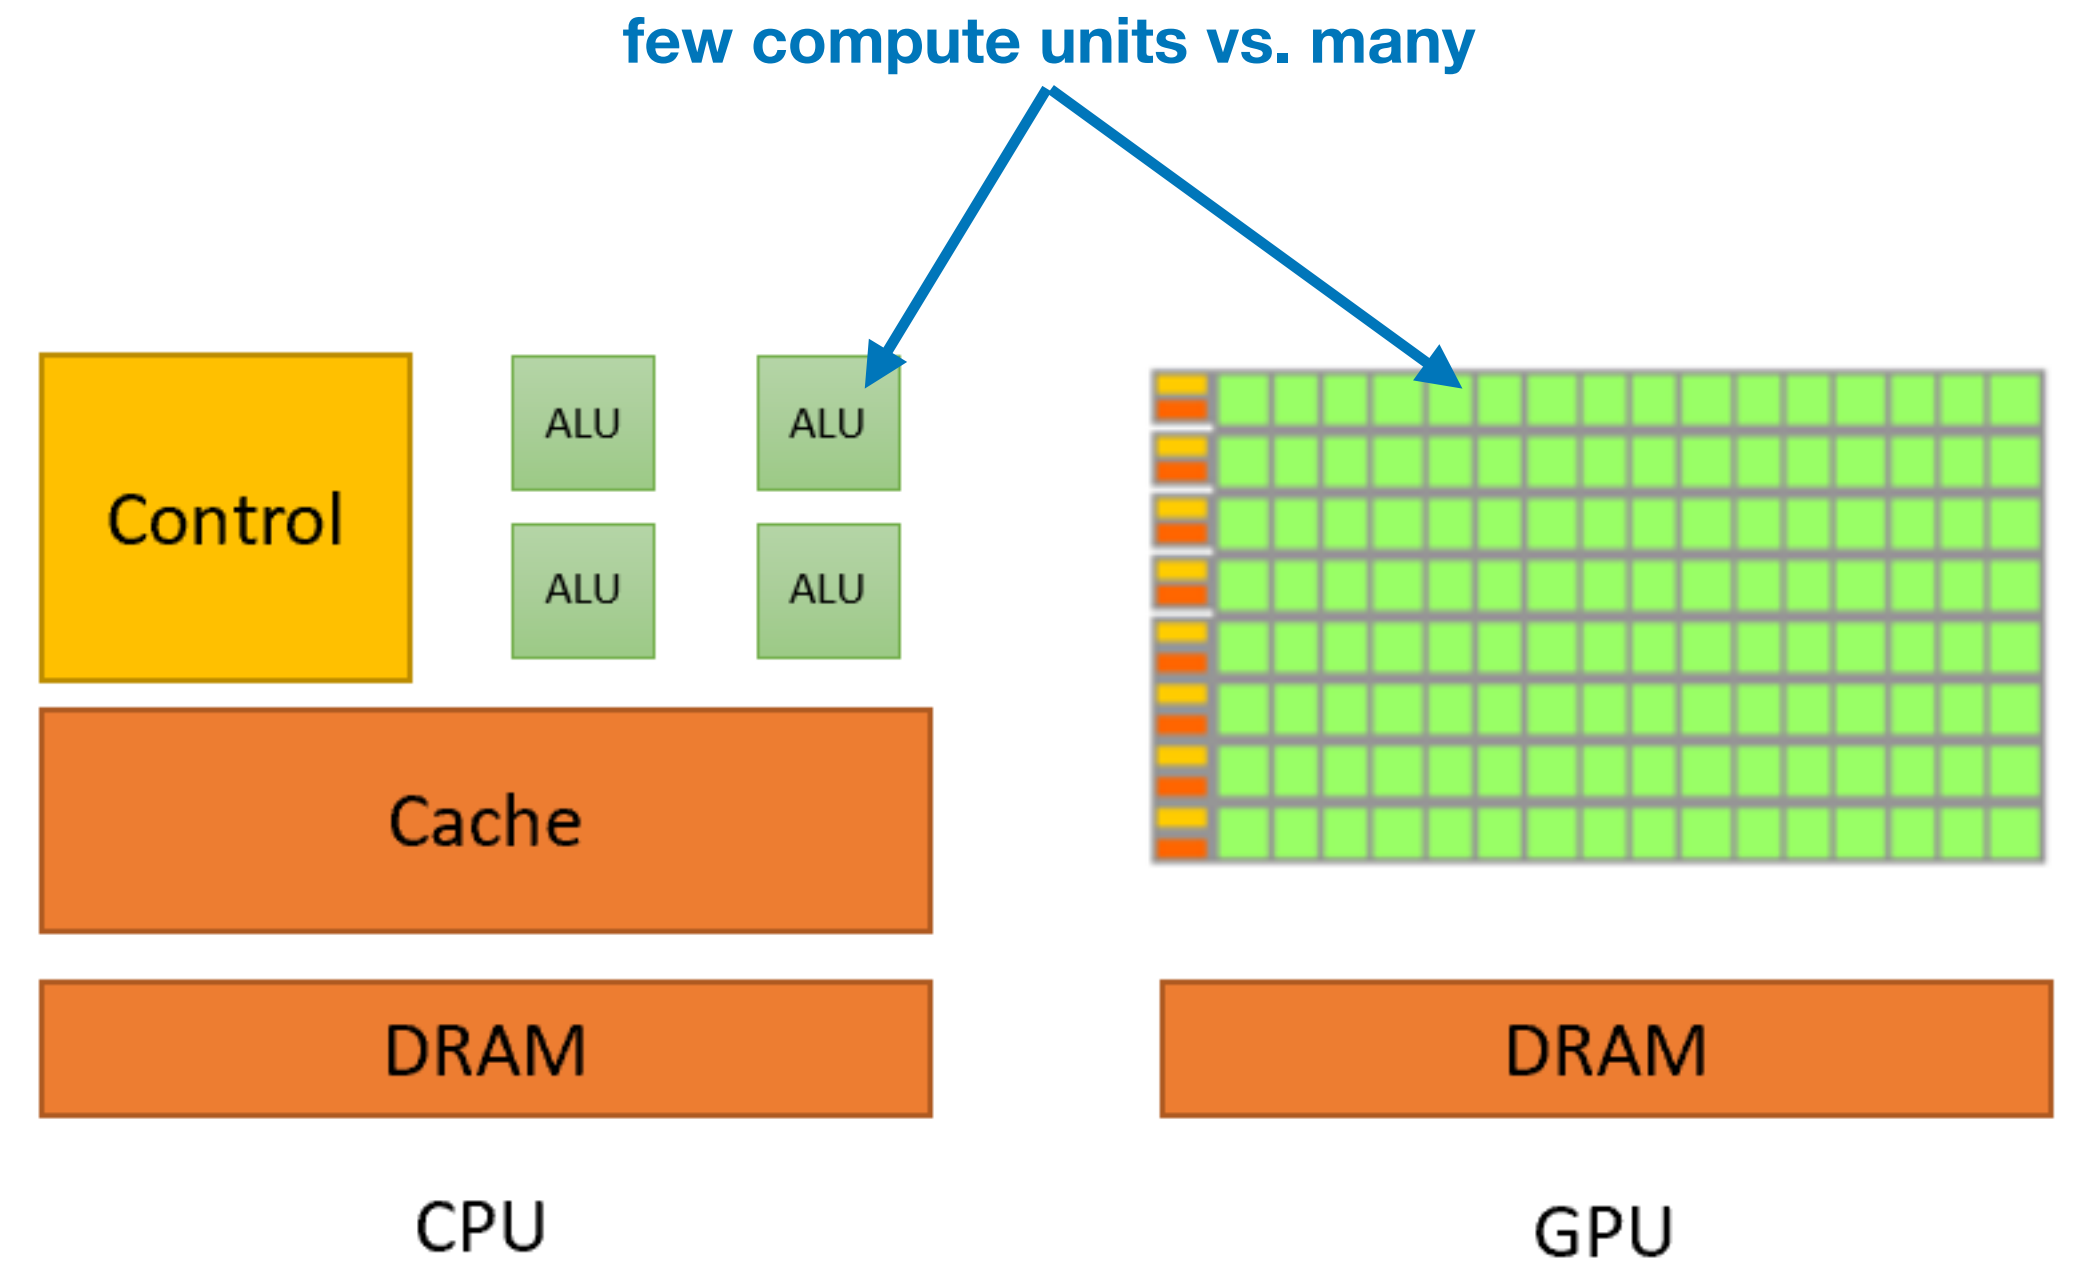 few compute units vs. many
Control
ALU
ALU
ALU
ALU
Cache
DRAM
DRAM
CPU
GPU